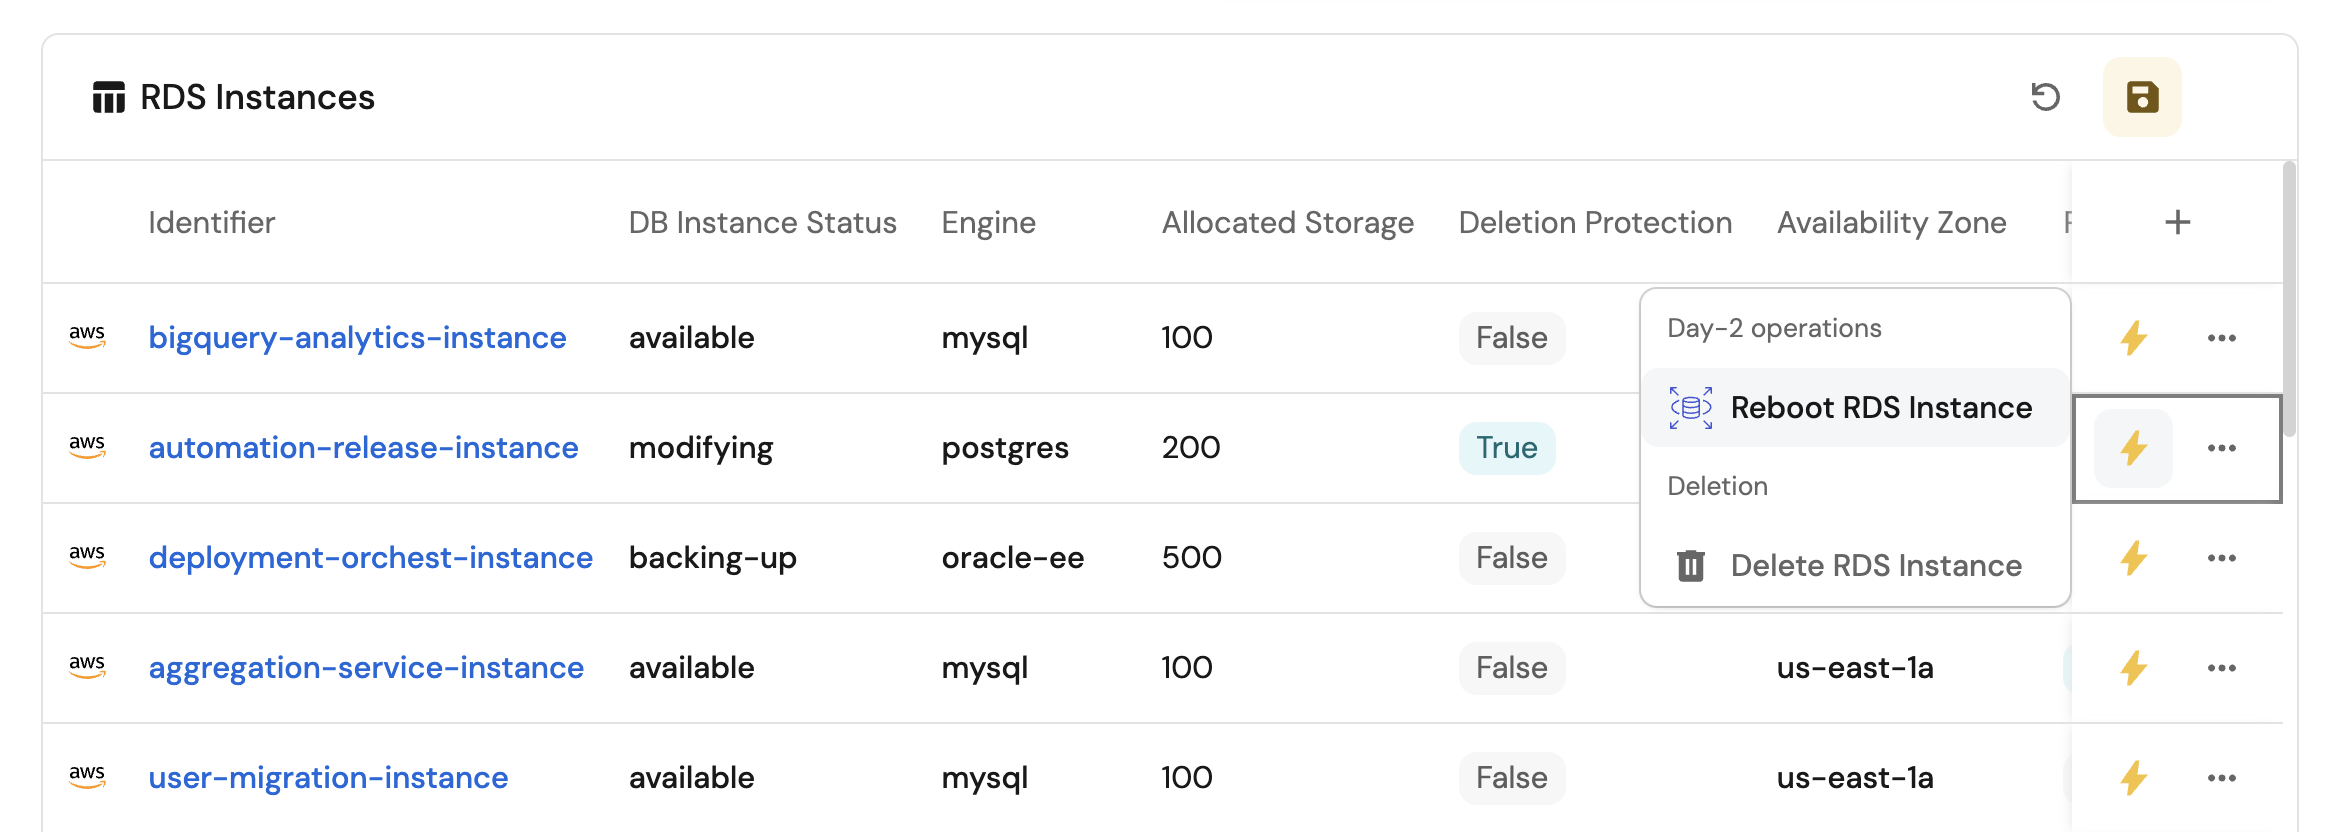 RDS Instances
Identifier DB Instance Status Engine Allocated Storage Deletion Protection Availability Zone
aws bigquery-analytics-instance available mysql 100 False
Day-2 operations
Reboot RDS Instance
aws automation-release-instance modifying postgres 200 True
Deletion
aws deployment-orchest-instance backing-up oracle-ee 500 False
Delete RDS Instance
aws aggregation-service-instance available mysql 100 False us-east-1a
aws user-migration-instance available mysql 100 False us-east-1a